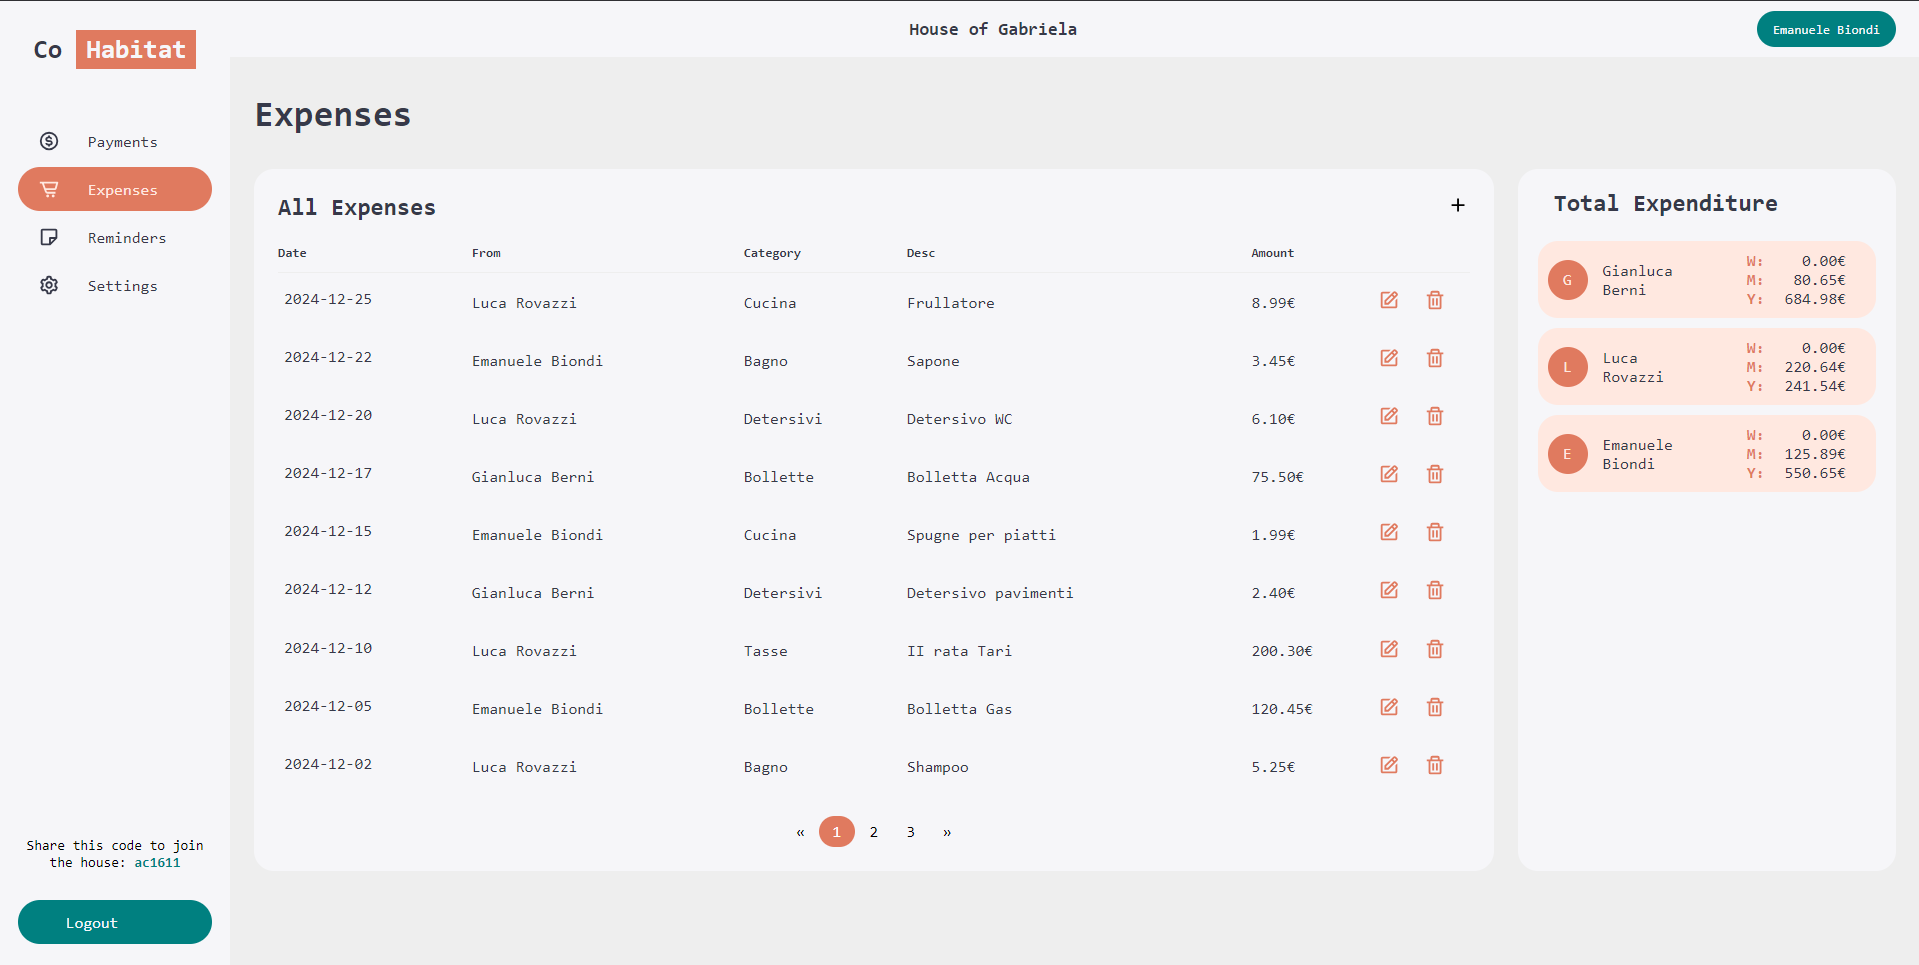 Co Habitat
House of Gabriela
Emanuele Biondi
Payments
Expenses
Reminders
Settings
Share this code to join
the house: ac1611
Logout
Expenses
All Expenses
+
Date From Category Desc Amount
2024-12-25 Luca Rovazzi Cucina Frullatore 8.99€
2024-12-22 Emanuele Biondi Bagno Sapone 3.45€
2024-12-20 Luca Rovazzi Detersivi Detersivo WC 6.10€
2024-12-17 Gianluca Berni Bollette Bolletta Acqua 75.50€
2024-12-15 Emanuele Biondi Cucina Spugne per piatti 1.99€
2024-12-12 Gianluca Berni Detersivi Detersivo pavimenti 2.40€
2024-12-10 Luca Rovazzi Tasse II rata Tari 200.30€
2024-12-05 Emanuele Biondi Bollette Bolletta Gas 120.45€
2024-12-02 Luca Rovazzi Bagno Shampoo 5.25€
« 1 2 3 »
Total Expenditure
G
Gianluca
Berni
W: 0.00€
M: 80.65€
Y: 684.98€
L
Luca
Rovazzi
W: 0.00€
M: 220.64€
Y: 241.54€
E
Emanuele
Biondi
W: 0.00€
M: 125.89€
Y: 550.65€